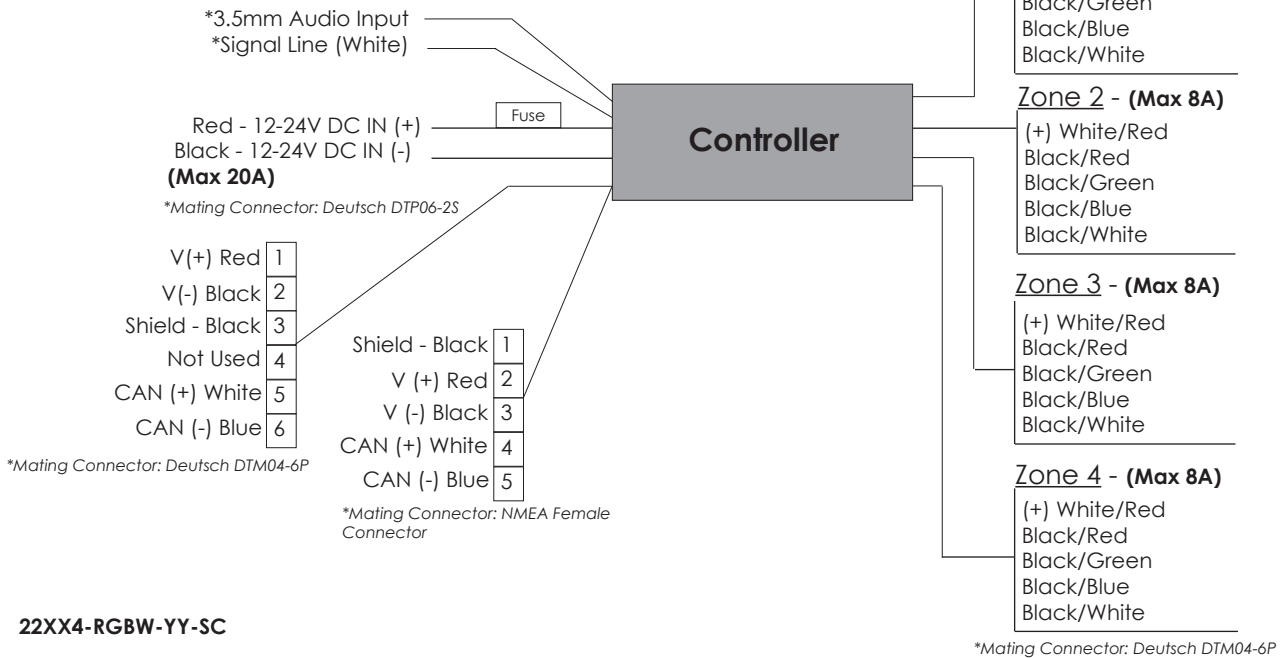 *3.5mm Audio Input
*Signal Line (White)
Fuse
Red - 12-24V DC IN (+)
Black - 12-24V DC IN (-)
(Max 20A)
*Mating Connector: Deutsch DTP06-2S
V(+) Red 1
V(-) Black 2
Shield - Black 3
Not Used 4
CAN (+) White 5
CAN (-) Blue 6
*Mating Connector: Deutsch DTM04-6P
Shield - Black 1
V (+) Red 2
V (-) Black 3
CAN (+) White 4
CAN (-) Blue 5
*Mating Connector: NMEA Female
Connector
Controller
Black/Green
Black/Blue
Black/White
Zone 2 - (Max 8A)
(+) White/Red
Black/Red
Black/Green
Black/Blue
Black/White
Zone 3 - (Max 8A)
(+) White/Red
Black/Red
Black/Green
Black/Blue
Black/White
Zone 4 - (Max 8A)
(+) White/Red
Black/Red
Black/Green
Black/Blue
Black/White
*Mating Connector: Deutsch DTM04-6P
22XX4-RGBW-YY-SC